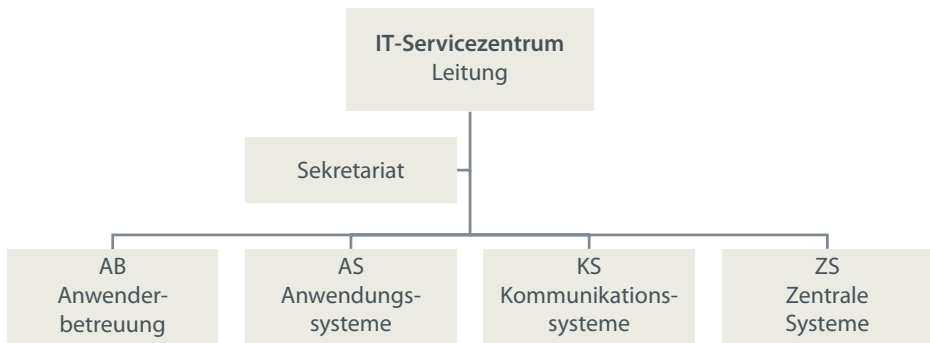 IT-Servicezentrum
Leitung
Sekretariat
AB
Anwender-
betreuung
AS
Anwendungs-
systeme
KS
Kommunikations-
systeme
ZS
Zentrale
Systeme